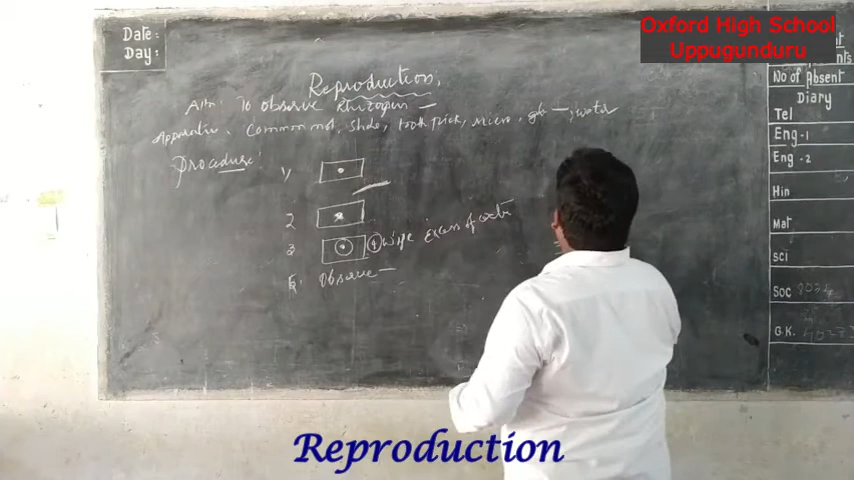 Oxford High School
Uppugunduru
Date:
Day:
No of Absent
Diary
Tel
Eng-1
Eng-2
Hin
Mat
sci
Soc
G.K.
Reproduction
Aim: To observe Rhizopus
Common mold, slide, tooth pick, micro, water
Procedure:
1)
2
3 4 wipe excess of water
5. Observe
Reproduction